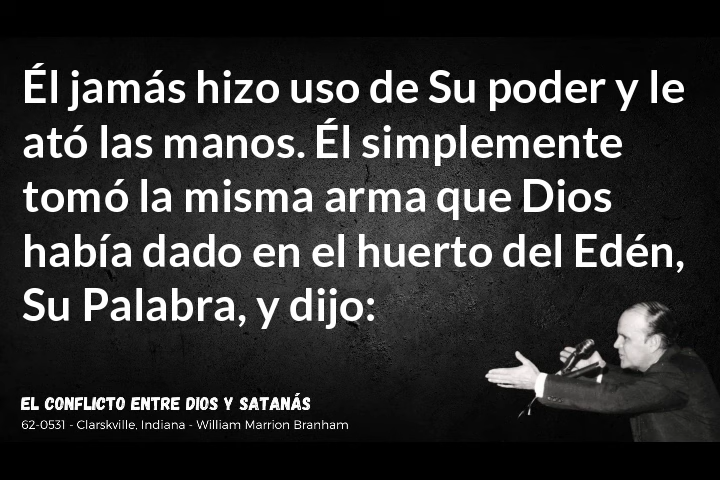 Él jamás hizo uso de Su poder y le
ató las manos. Él simplemente
tomó la misma arma que Dios
había dado en el huerto del Edén,
Su Palabra, y dijo:
EL CONFLICTO ENTRE DIOS Y SATANÁS
62-0531 - Clarskville, Indiana - William Marrion Branham